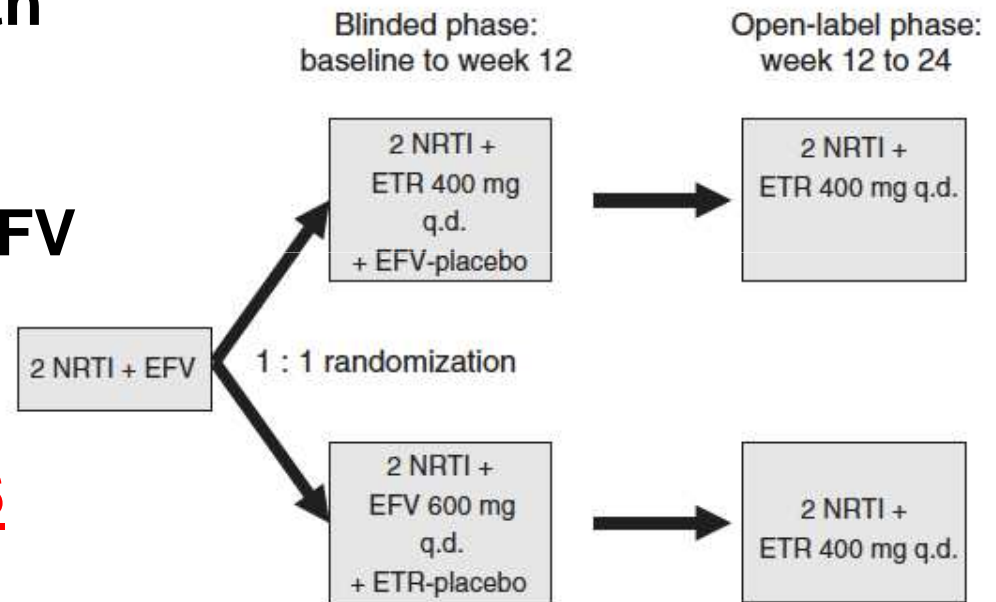 Blinded phase:
baseline to week 12
Open-label phase:
week 12 to 24
2 NRTI +
ETR 400 mg
q.d.
+ EFV-placebo
2 NRTI +
ETR 400 mg q.d.
FV
2 NRTI + EFV
1 : 1 randomization
2 NRTI +
EFV 600 mg
q.d.
+ ETR-placebo
2 NRTI +
ETR 400 mg q.d.